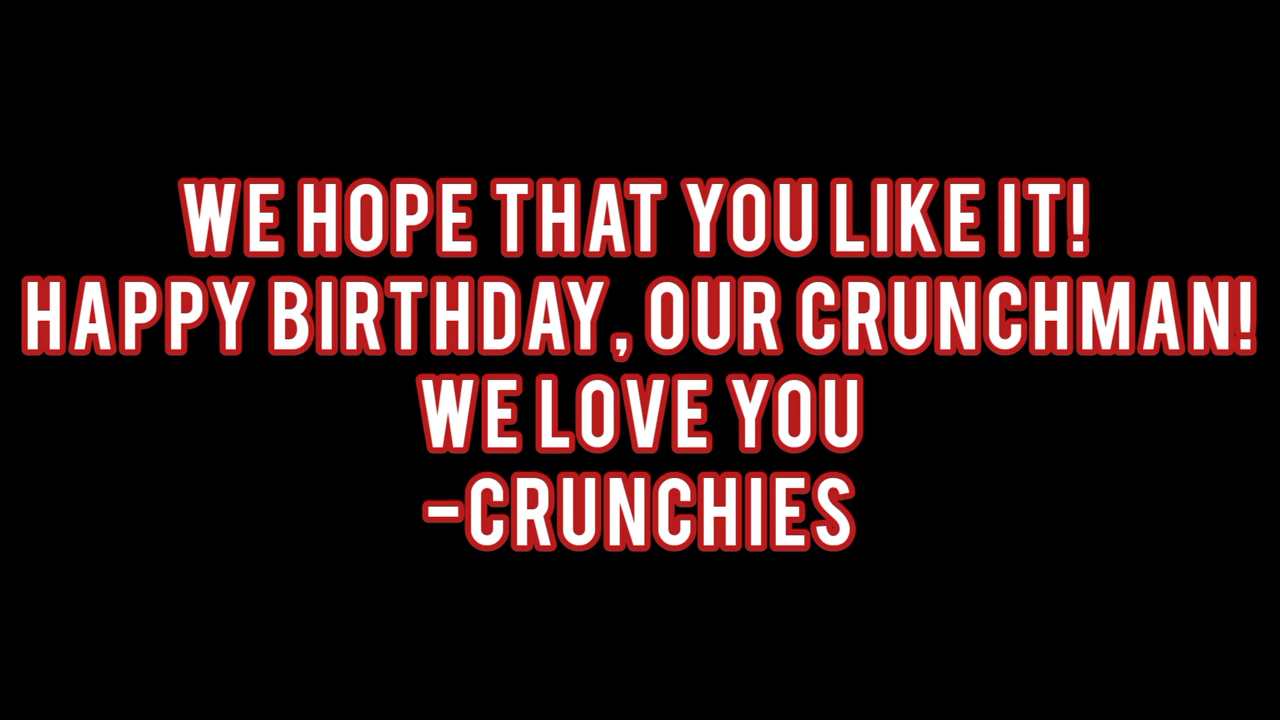 WE HOPE THAT YOU LIKE IT!
HAPPY BIRTHDAY, OUR CRUNCHMAN!
WE LOVE YOU
-CRUNCHIES